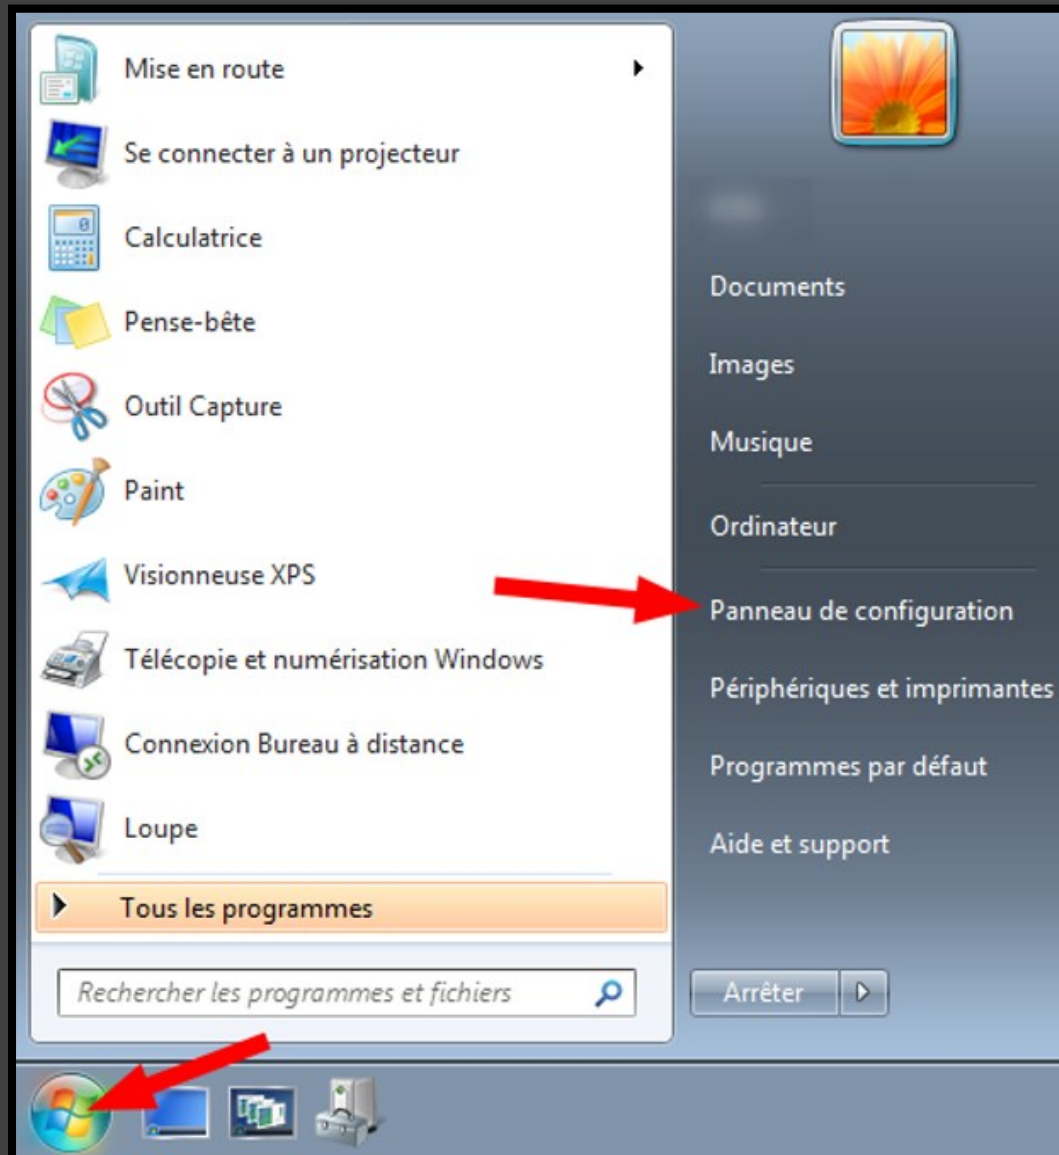 Mise en route
Se connecter à un projecteur
Calculatrice
Pense-bête
Outil Capture
Paint
Visionneuse XPS
Télécopie et numérisation Windows
Connexion Bureau à distance
Loupe
Tous les programmes
Rechercher les programmes et fichiers
Documents
Images
Musique
Ordinateur
Panneau de configuration
Périphériques et imprimantes
Programmes par défaut
Aide et support
Arrêter